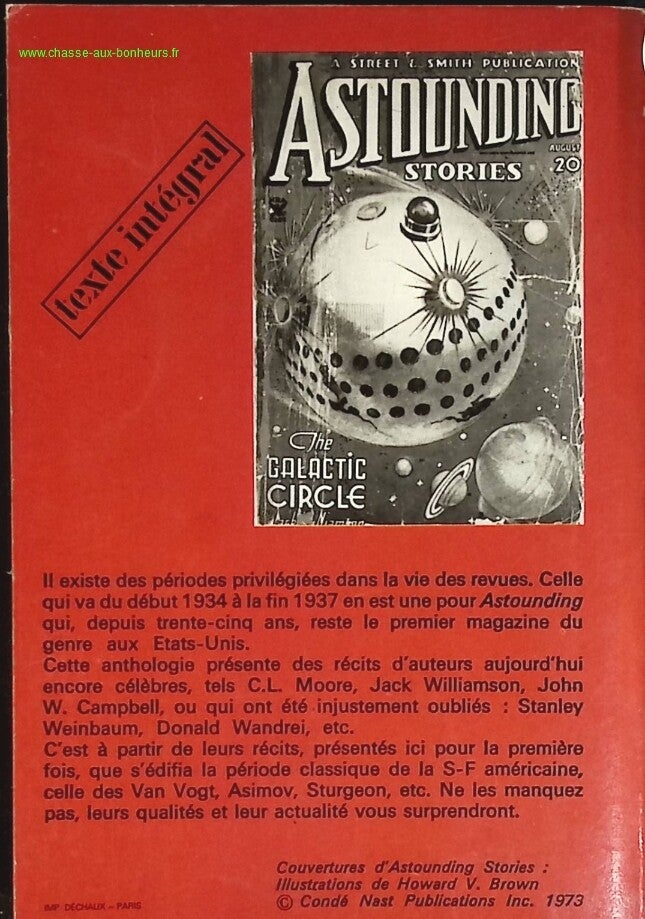 www.chasse-aux-bonheurs.fr
A STREET & SMITH PUBLICATION
ASTOUNDING
STORIES
AUGUST
20
texte intégral
The
GALACTIC
CIRCLE
Il existe des périodes privilégiées dans la vie des revues. Celle
qui va du début 1934 à la fin 1937 en est une pour Astounding
qui, depuis trente-cinq ans, reste le premier magazine du
genre aux Etats-Unis.
Cette anthologie présente des récits d'auteurs aujourd'hui
encore célèbres, tels C.L. Moore, Jack Williamson, John
W. Campbell, ou qui ont été injustement oubliés : Stanley
Weinbaum, Donald Wandrei, etc.
C'est à partir de leurs récits, présentés ici pour la première
fois, que s'édifia la période classique de la S-F américaine,
celle des Van Vogt, Asimov, Sturgeon, etc. Ne les manquez
pas, leurs qualités et leur actualité vous surprendront.
Couvertures d'Astounding Stories :
Illustrations de Howard V. Brown
© Condé Nast Publications Inc. 1973
IMP. DÉCHAUX – PARIS